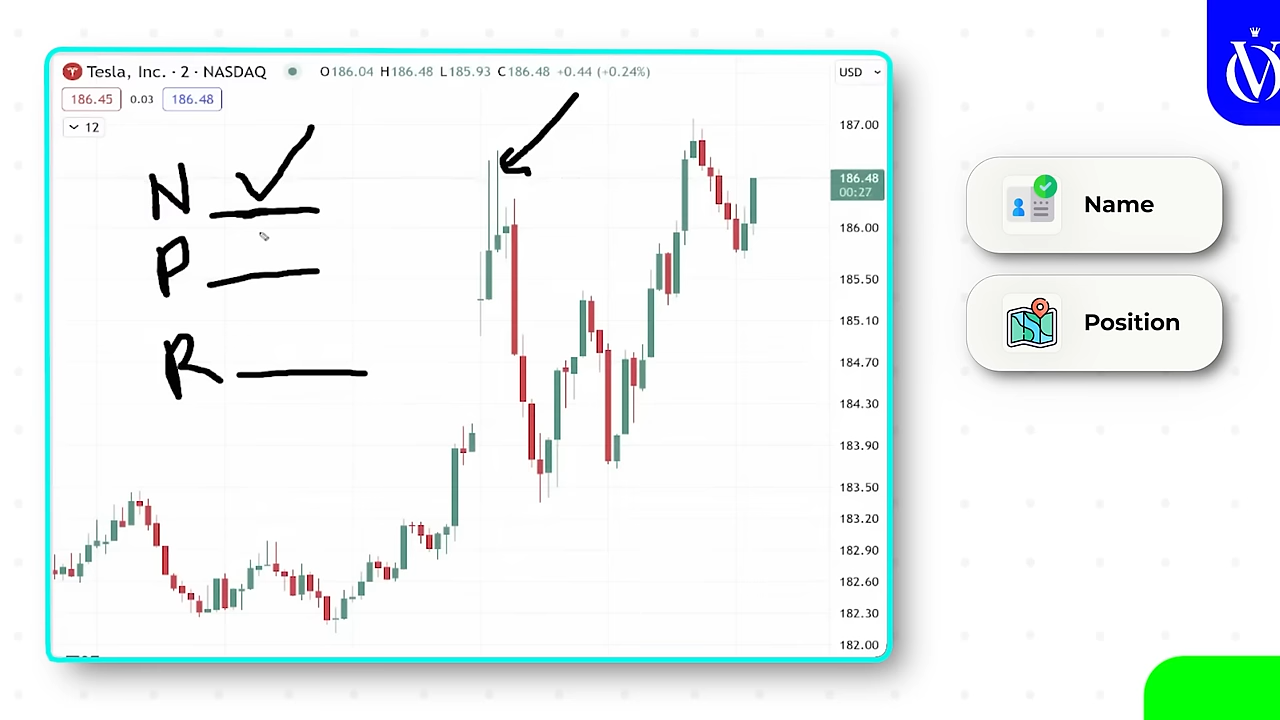 Tesla, Inc. · 2 · NASDAQ O186.04 H186.48 L185.93 C186.48 +0.44 (+0.24%)
USD
186.45 0.03 186.48
12
N
P
R
187.00
186.48
00:27
186.00
185.50
185.10
184.70
184.30
183.90
183.50
183.20
182.90
182.60
182.30
182.00
Name
Position